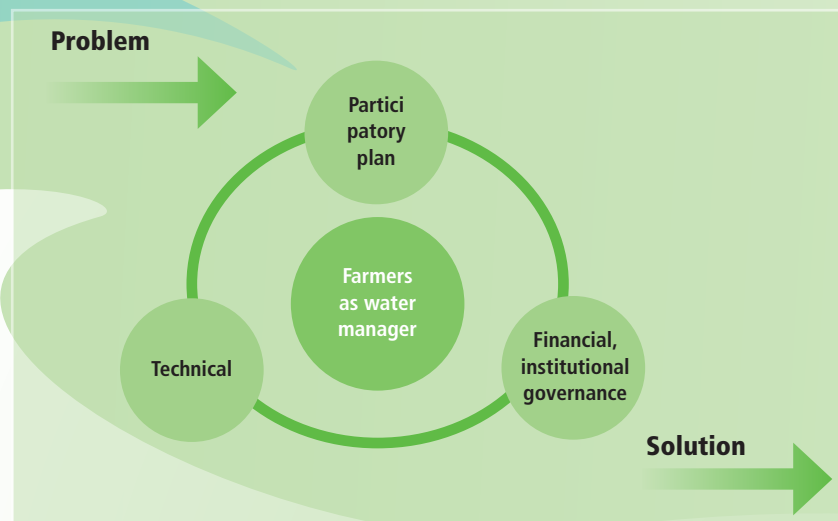 Problem
Partici
patory
plan
Farmers
as water
manager
Technical
Financial,
institutional
governance
Solution